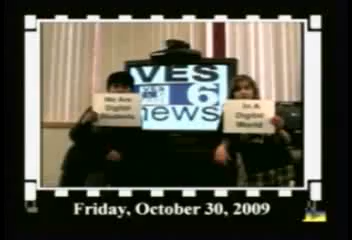 VES
6
news
We Are
Digital
Students
In A
Digital
World
Friday, October 30, 2009